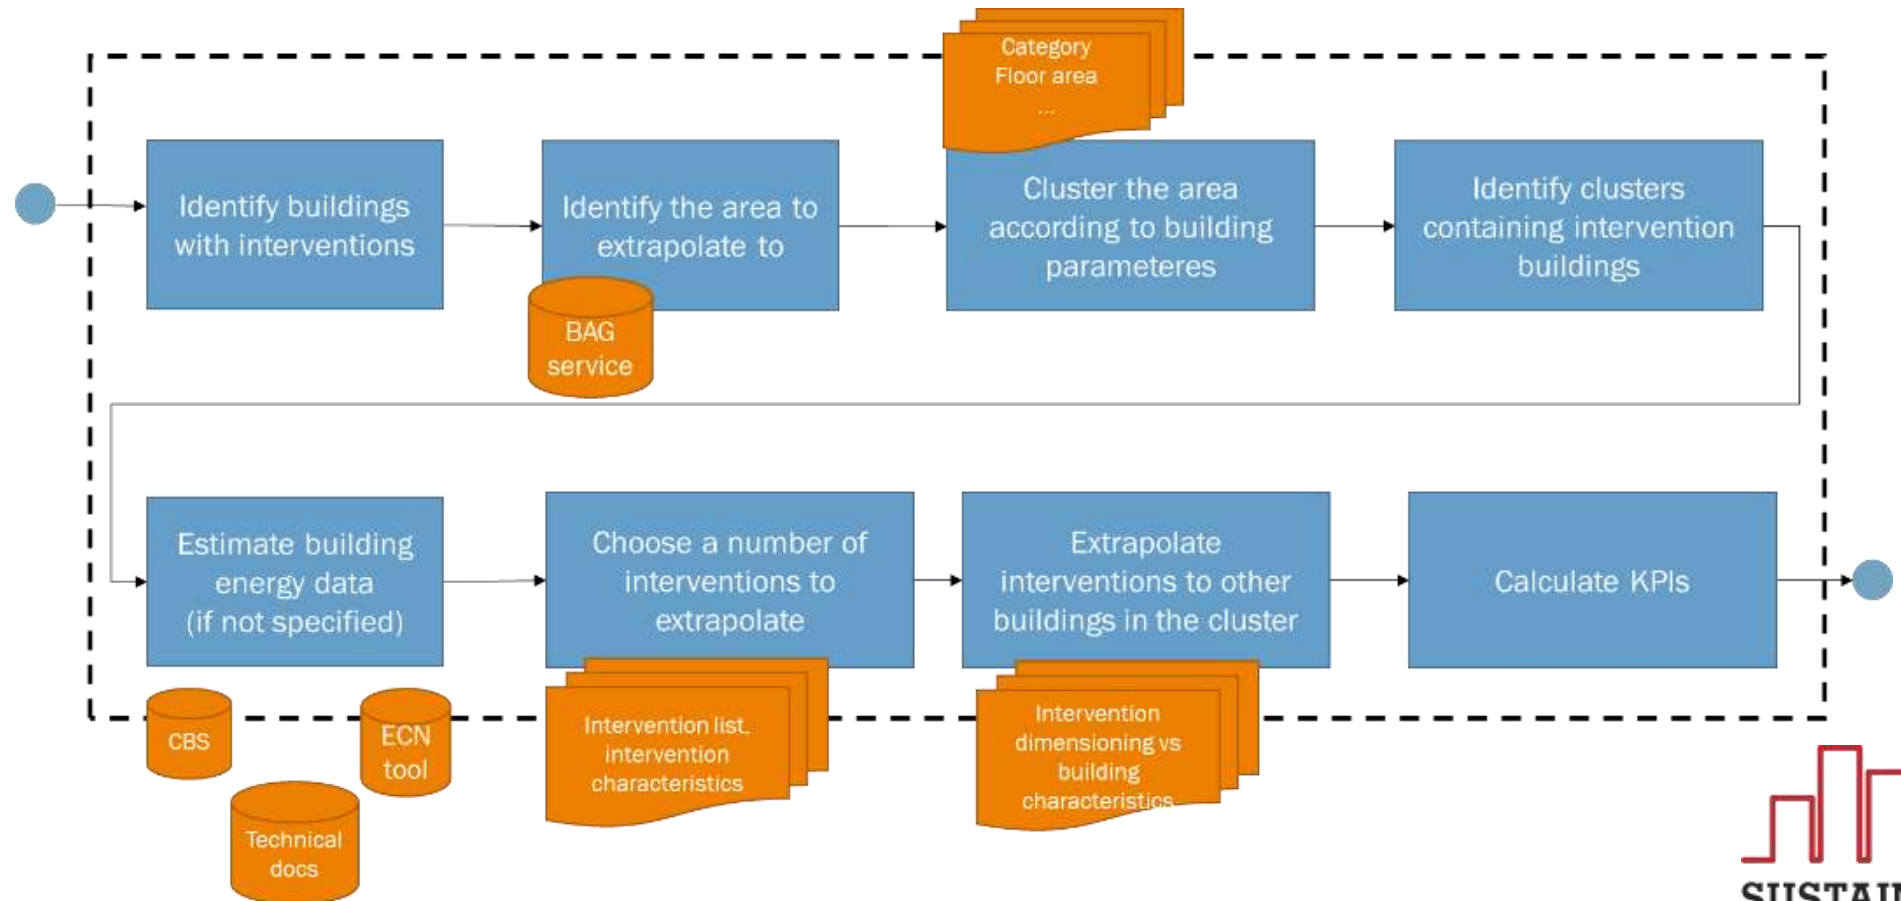 Category
Floor area
...
Identify buildings
with interventions
Identify the area to
extrapolate to
BAG
service
Cluster the area
according to building
parameteres
Identify clusters
containing intervention
buildings
Estimate building
energy data
(if not specified)
CBS
ECN
tool
Technical
docs
Choose a number of
interventions to
extrapolate
Intervention list,
intervention
characteristics
Extrapolate
interventions to other
buildings in the cluster
Intervention
dimensioning vs
building
characteristics
Calculate KPIs